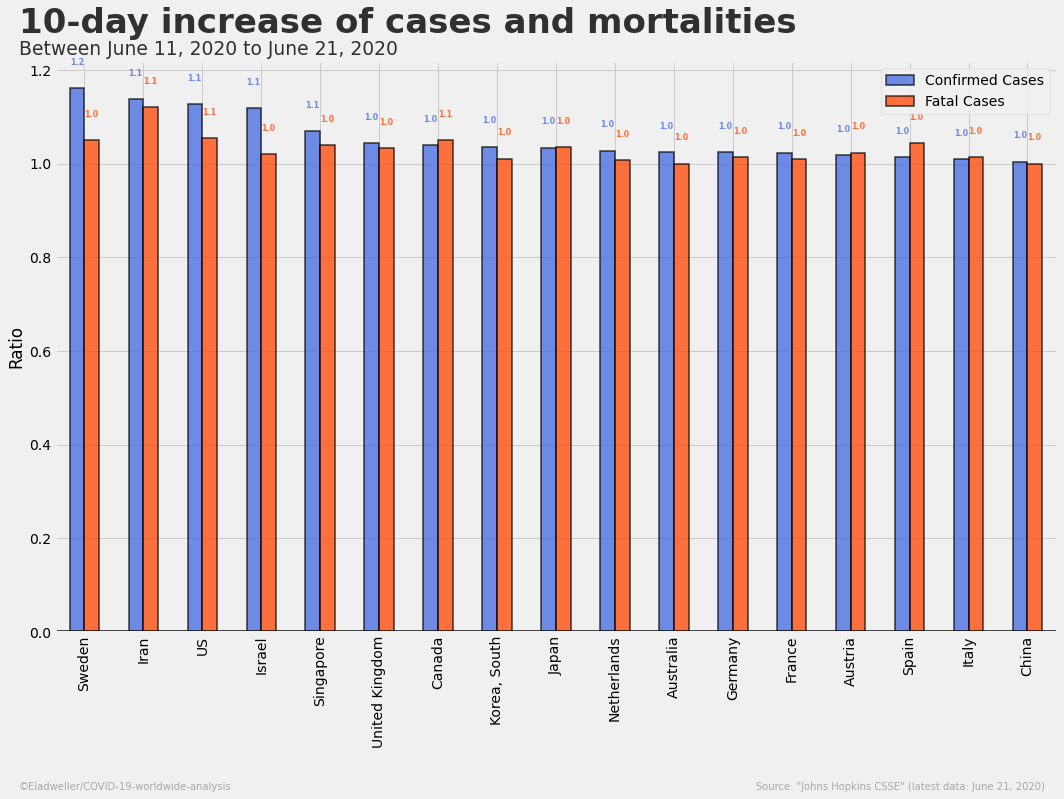 10-day increase of cases and mortalities
Between June 11, 2020 to June 21, 2020
Confirmed Cases
Fatal Cases
1.2 1.0 1.1 1.1 1.1 1.1 1.1 1.0 1.1 1.0 1.0 1.0 1.0 1.1 1.0 1.0 1.0 1.0 1.0 1.0 1.0 1.0 1.0 1.0 1.0 1.0 1.0 1.0 1.0 1.0 1.0 1.0 1.0 1.0
Ratio
1.2
1.0
0.8
0.6
0.4
0.2
0.0
Sweden
Iran
US
Israel
Singapore
United Kingdom
Canada
Korea, South
Japan
Netherlands
Australia
Germany
France
Austria
Spain
Italy
China
©Eladweller/COVID-19-worldwide-analysis
Source: "Johns Hopkins CSSE" (latest data: June 21, 2020)